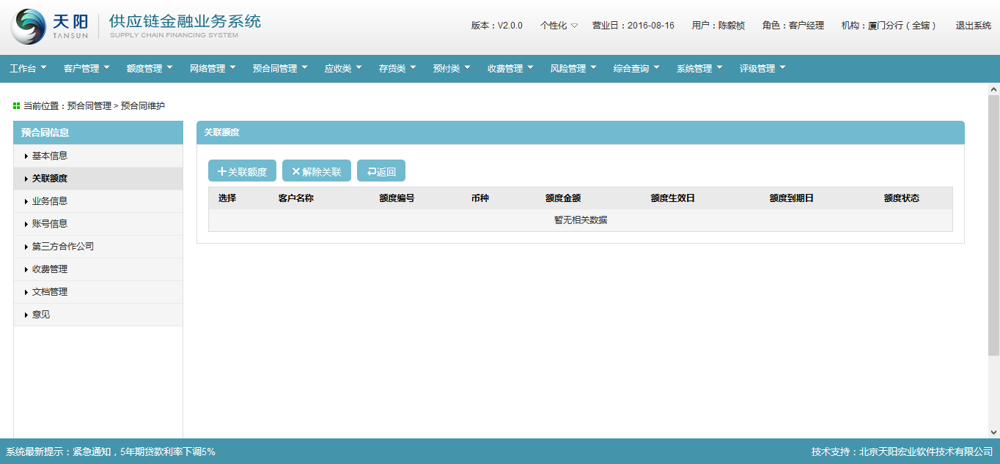 天阳 TANSUN 供应链金融业务系统 SUPPLY CHAIN FINANCING SYSTEM
版本：V2.0.0 个性化 营业日：2016-08-16 用户：陈毅桢 角色：客户经理 机构：厦门分行（全辖） 退出系统
工作台 客户管理 额度管理 网络管理 预合同管理 应收类 存货类 预付类 收费管理 风险管理 综合查询 系统管理 评级管理
当前位置：预合同管理 > 预合同维护
预合同信息
基本信息
关联额度
业务信息
账号信息
第三方合作公司
收费管理
文档管理
意见
关联额度
关联额度 解除关联 返回
选择 客户名称 额度编号 币种 额度金额 额度生效日 额度到期日 额度状态
暂无相关数据
系统最新提示：紧急通知，5年期贷款利率下调5% 技术支持：北京天阳宏业软件技术有限公司